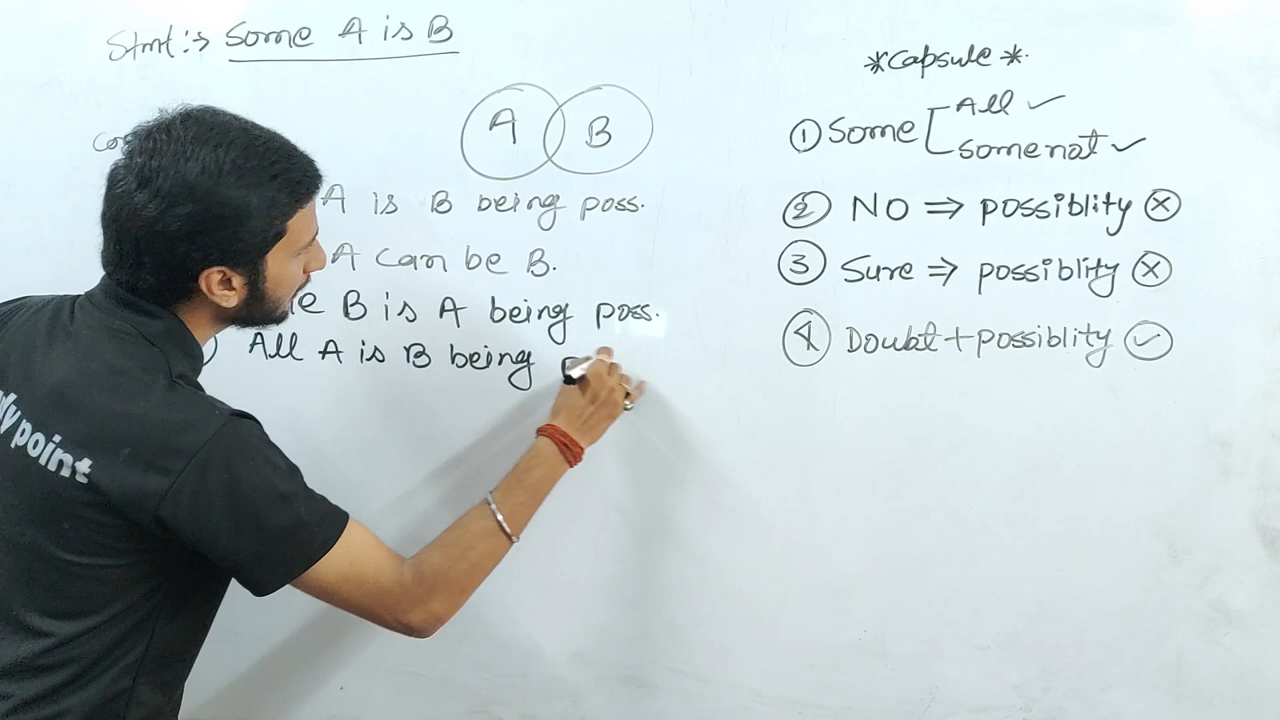 Stmt:→ Some A is B
A B
A is B being poss.
A can be B.
B is A being poss.
All A is B being
*Capsule*
① Some [ All ✓
Some not ✓
② NO ⇒ possiblity ⓧ
③ Sure ⇒ possiblity ⓧ
④ Doubt + possiblity ✓
point